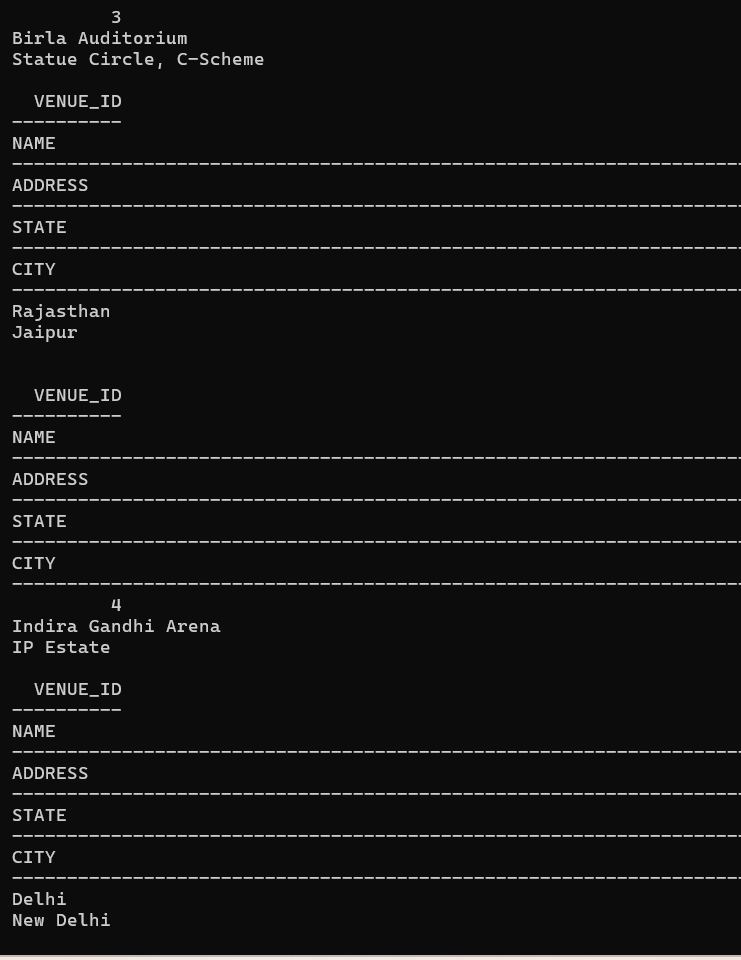 3
Birla Auditorium
Statue Circle, C-Scheme
VENUE_ID
----------
NAME
--------------------------------------------------------------------
ADDRESS
--------------------------------------------------------------------
STATE
--------------------------------------------------------------------
CITY
--------------------------------------------------------------------
Rajasthan
Jaipur
VENUE_ID
----------
NAME
--------------------------------------------------------------------
ADDRESS
--------------------------------------------------------------------
STATE
--------------------------------------------------------------------
CITY
--------------------------------------------------------------------
4
Indira Gandhi Arena
IP Estate
VENUE_ID
----------
NAME
--------------------------------------------------------------------
ADDRESS
--------------------------------------------------------------------
STATE
--------------------------------------------------------------------
CITY
--------------------------------------------------------------------
Delhi
New Delhi